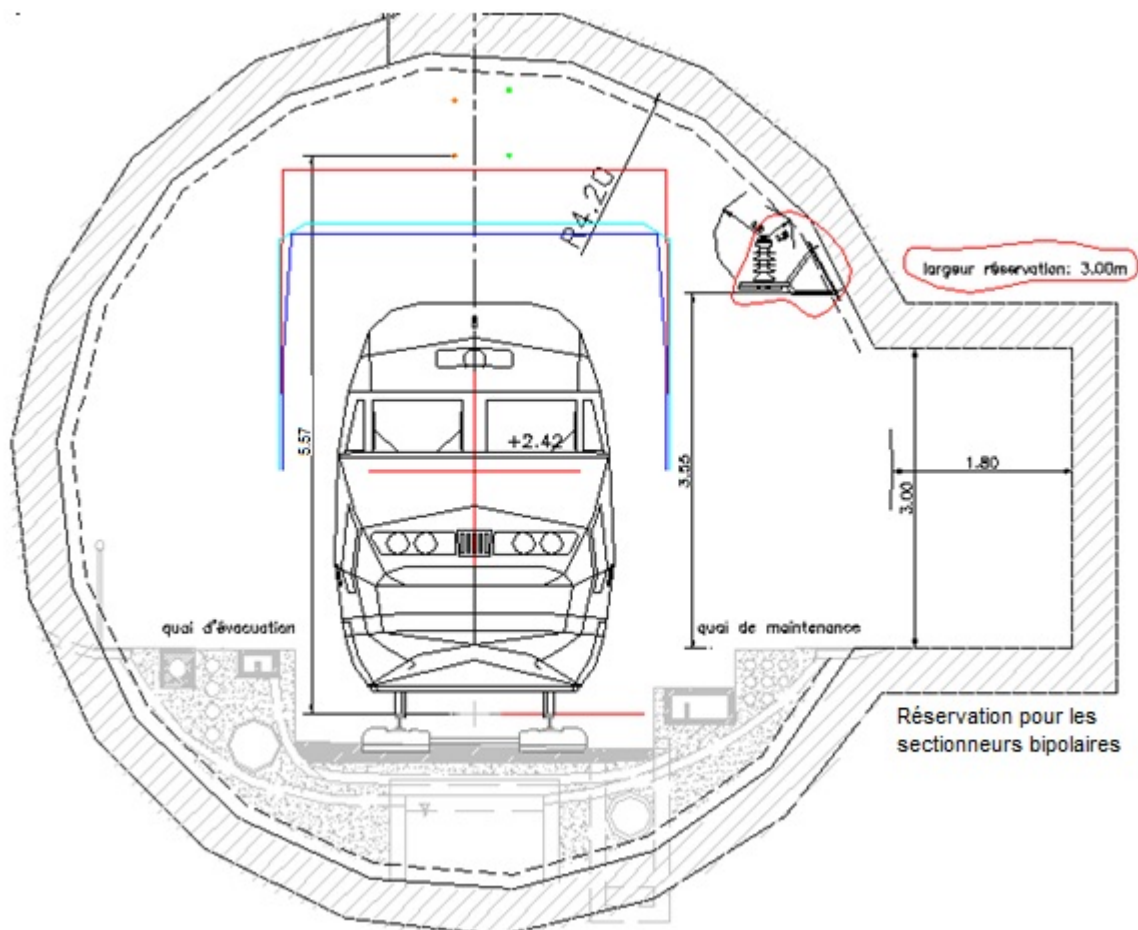 R4.20
largeur réservation: 3.00m
5.57
+2.42
3.55
1.80
3.00
quai d'évacuation
quai de maintenance
Réservation pour les
sectionneurs bipolaires